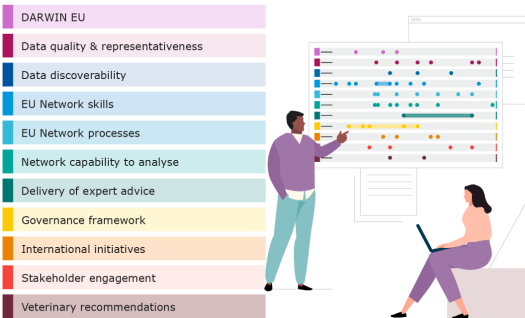 DARWIN EU
Data quality & representativeness
Data discoverability
EU Network skills
EU Network processes
Network capability to analyse
Delivery of expert advice
Governance framework
International initiatives
Stakeholder engagement
Veterinary recommendations